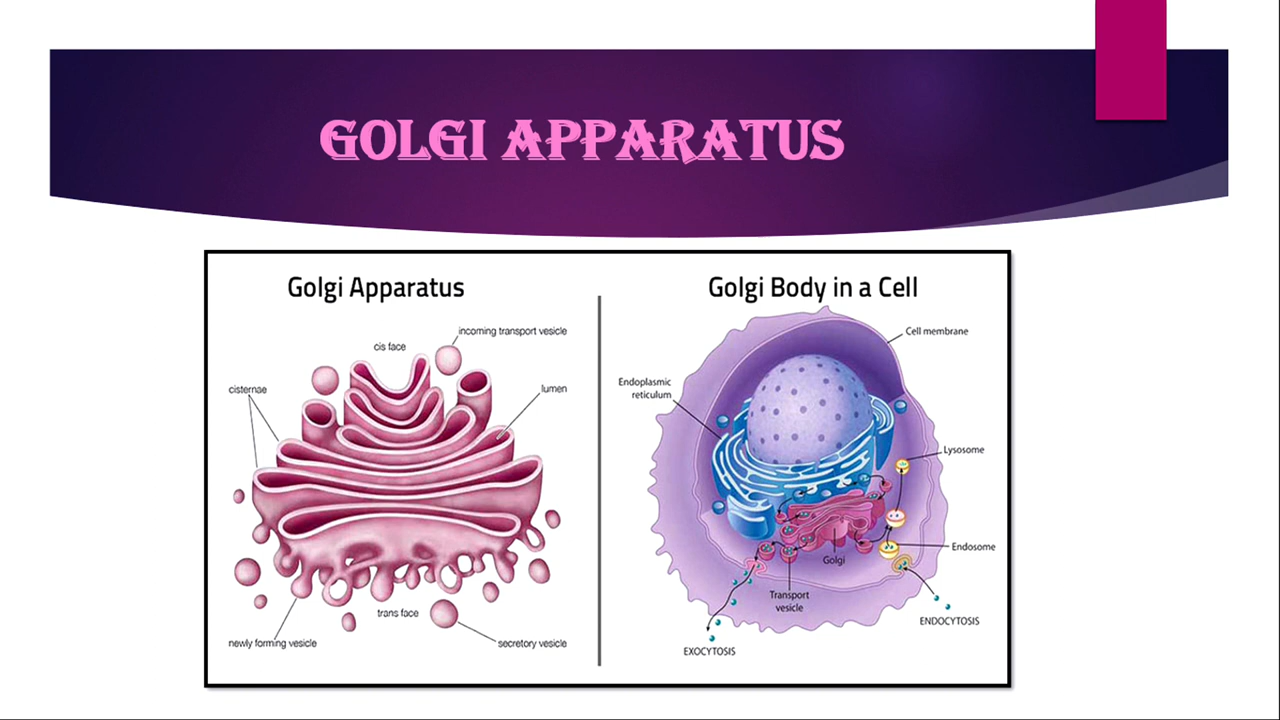 GOLGI APPARATUS
Golgi Apparatus
incoming transport vesicle
cis face
cisternae
lumen
trans face
newly forming vesicle
secretory vesicle
Golgi Body in a Cell
Cell membrane
Endoplasmic
reticulum
Lysosome
Endosome
Golgi
Transport
vesicle
ENDOCYTOSIS
EXOCYTOSIS